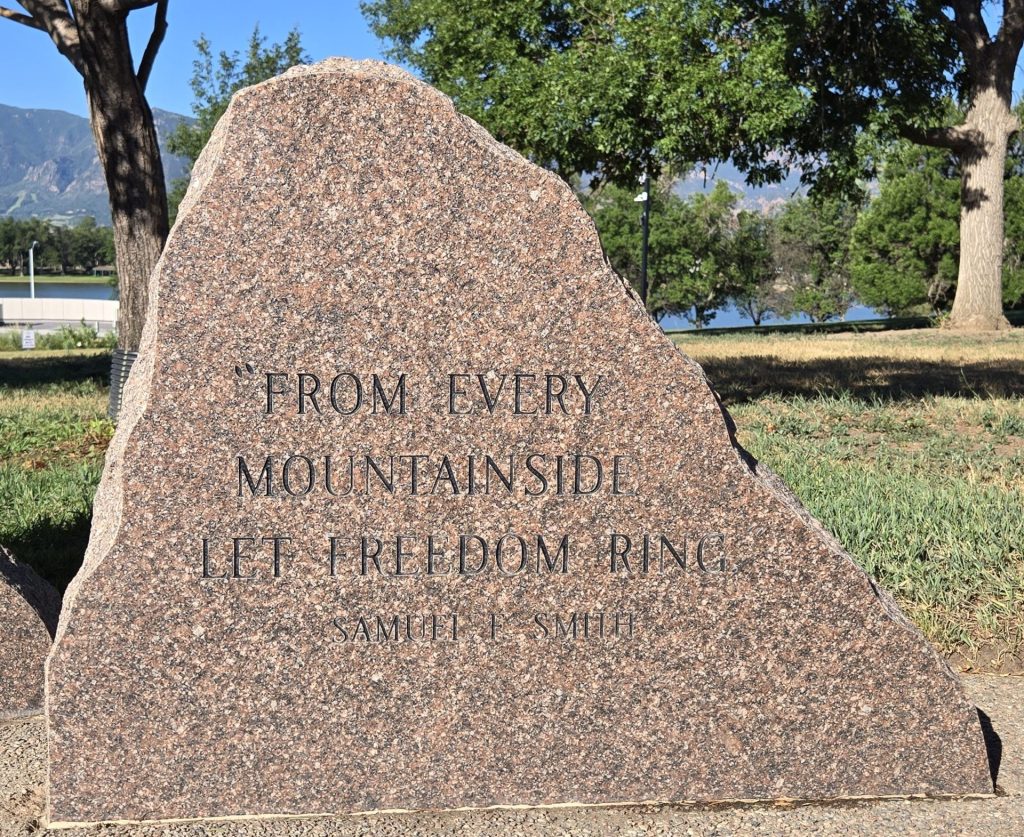 “FROM EVERY
MOUNTAINSIDE
LET FREEDOM RING.
SAMUEL F. SMITH